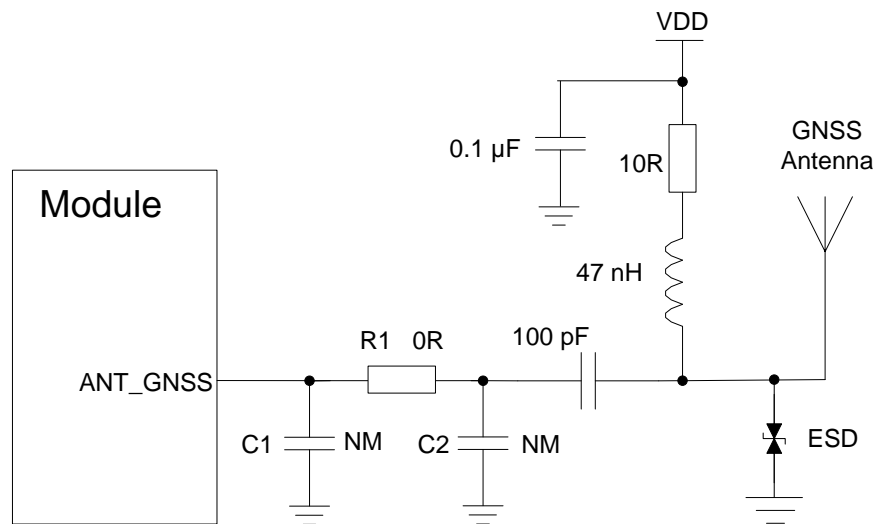 VDD
GNSS
Antenna
0.1 µF
10R
Module
47 nH
R1 0R
100 pF
ANT_GNSS
C1
NM
C2
NM
ESD